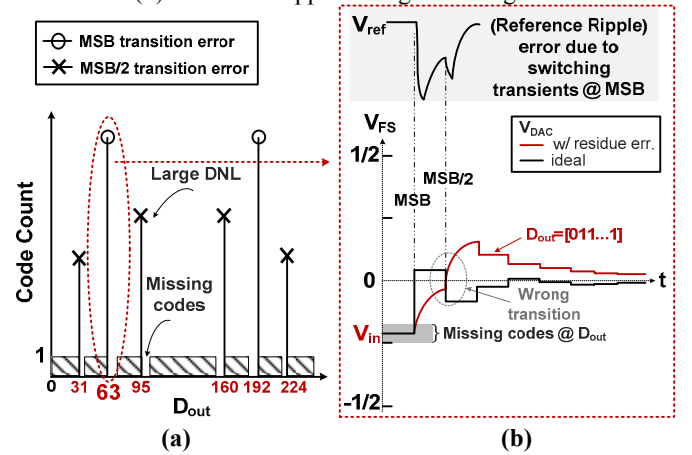 MSB transition error
MSB/2 transition error
Code Count
Large DNL
Missing
codes
1
0
31
63
95
160
192
224
Dout
(a)
Vref
(Reference Ripple)
error due to
switching
transients @ MSB
VFS
VDAC
w/ residue err.
ideal
1/2
MSB
MSB/2
Dout=[011...1]
0
t
Wrong
transition
Vin
} Missing codes @ Dout
-1/2
(b)